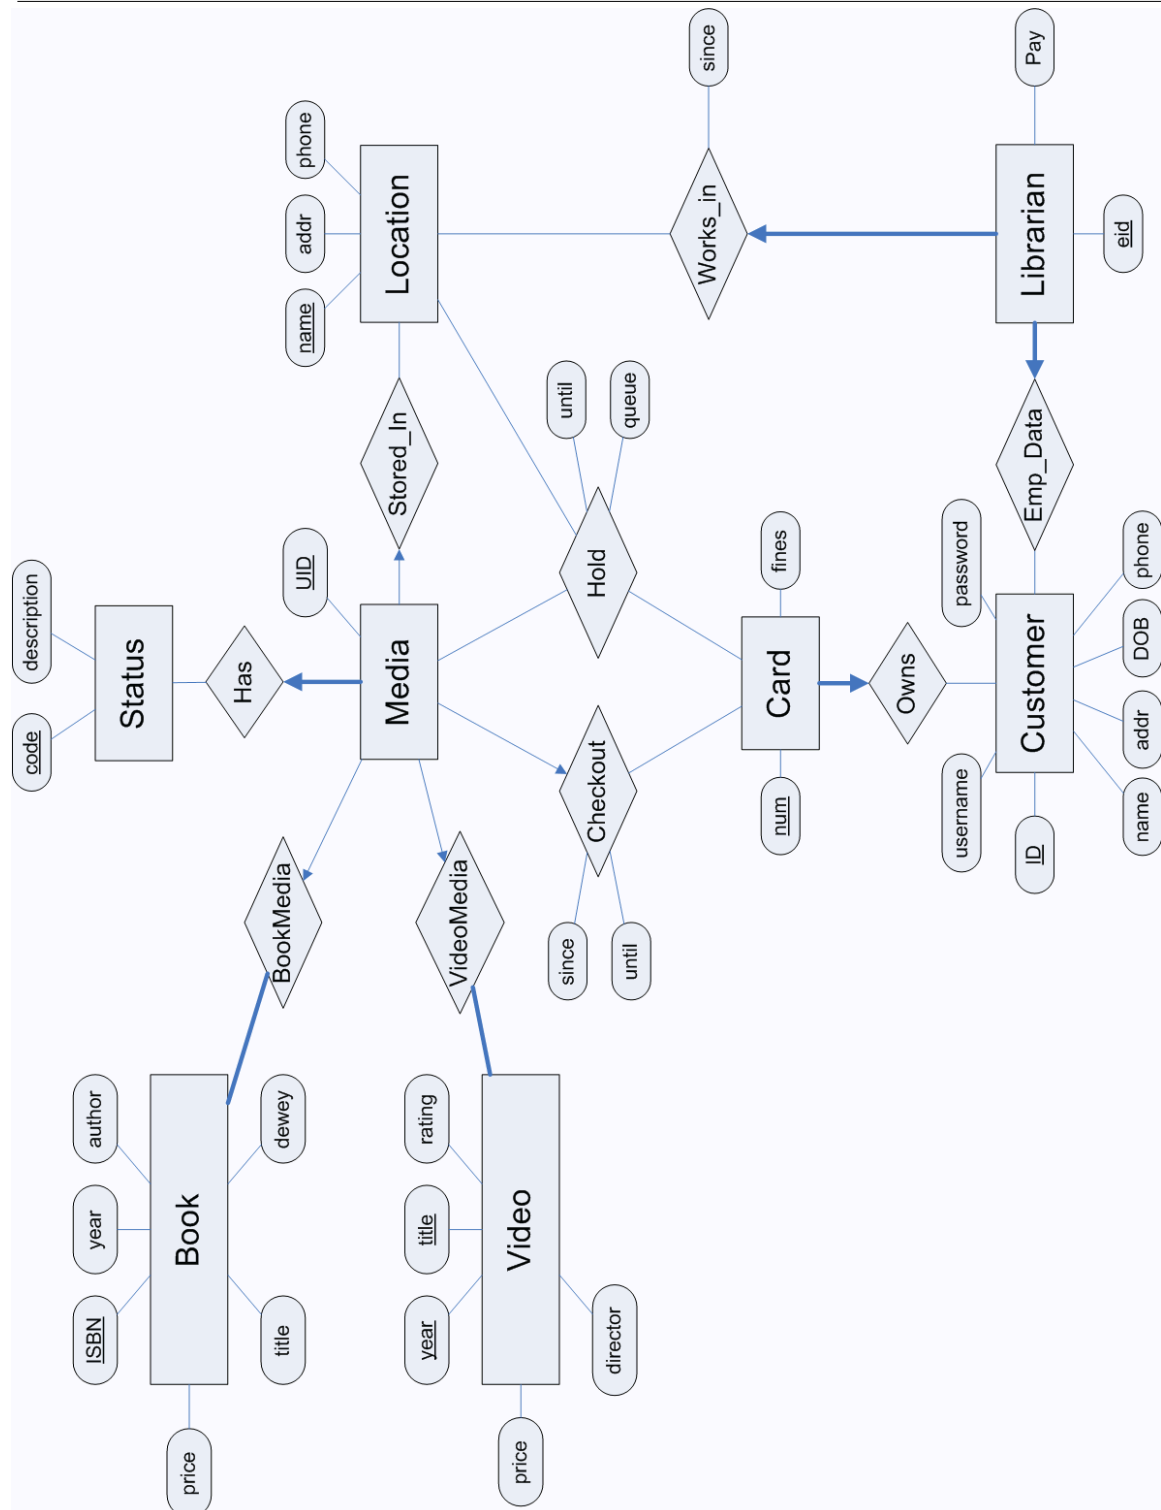 code
description
ISBN
year
author
Status
price
Book
Has
title
dewey
BookMedia
UID
name
addr
phone
Media
Stored_In
Location
year
title
rating
VideoMedia
price
Video
since
until
Checkout
Hold
director
until
queue
Works_in
since
num
Card
fines
Owns
username
password
ID
Customer
Emp_Data
Librarian
Pay
eid
name
addr
DOB
phone